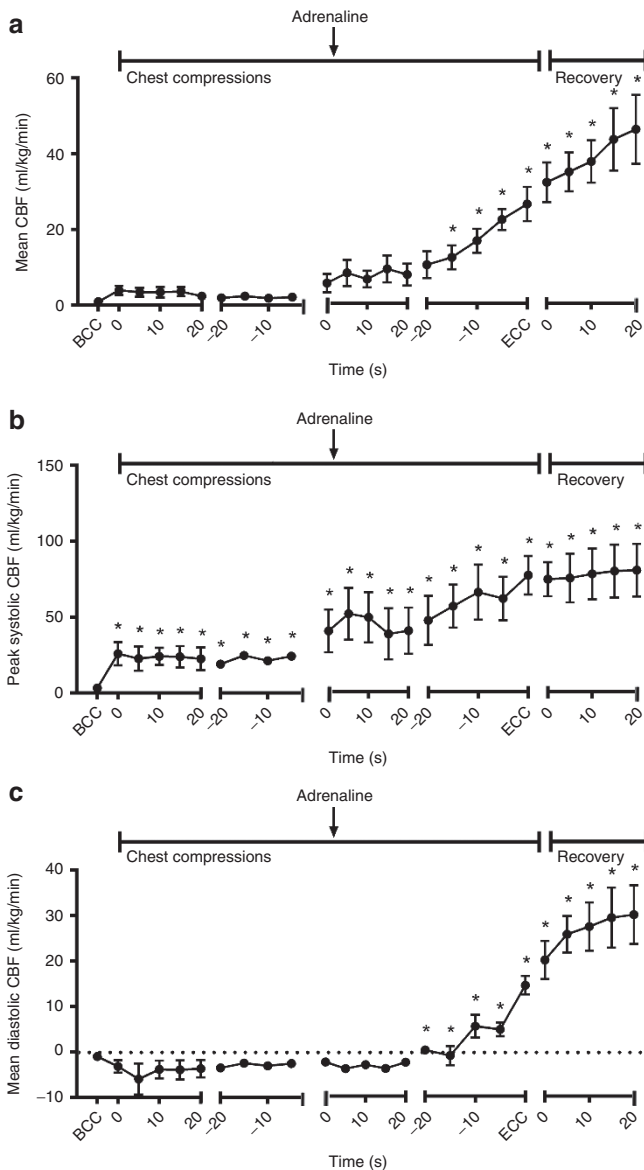 a
Adrenaline
Chest compressions
Recovery
Mean CBF (ml/kg/min)
60
40
20
0
* * * * * * * * *
BCC 0 10 20 −20 −10 0 10 20 −20 −10 ECC 0 10 20
Time (s)
b
Adrenaline
Chest compressions
Recovery
Peak systolic CBF (ml/kg/min)
150
100
50
0
* * * * * * * * * * * * * * * * * * * * * * * *
BCC 0 10 20 −20 −10 0 10 20 −20 −10 ECC 0 10 20
Time (s)
c
Adrenaline
Chest compressions
Recovery
Mean diastolic CBF (ml/kg/min)
40
30
20
10
0
−10
* * * * * * * * * *
BCC 0 10 20 −20 −10 0 10 20 −20 −10 ECC 0 10 20
Time (s)